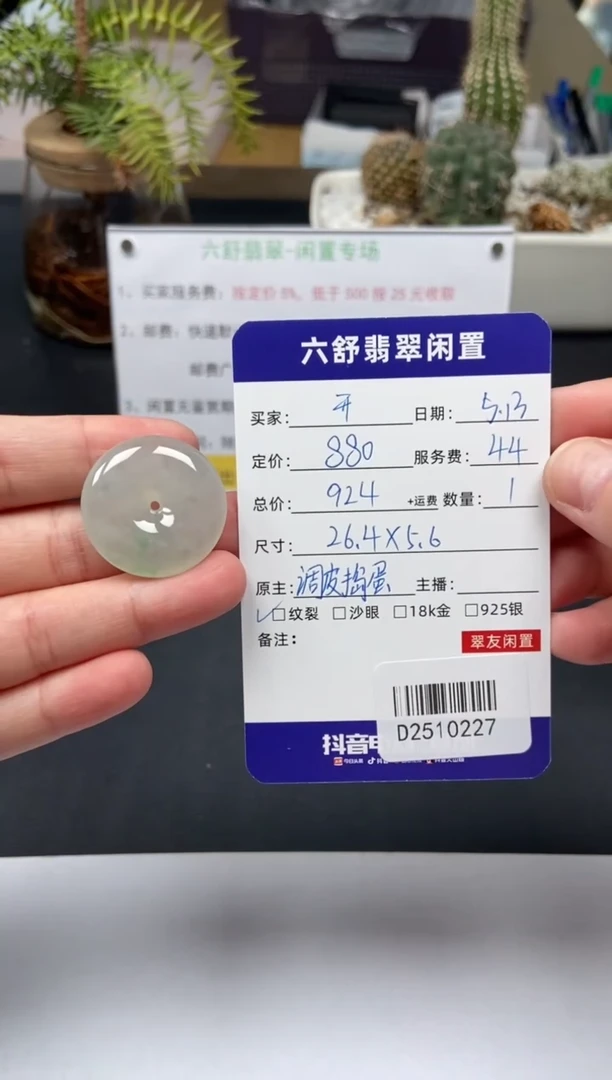 六舒翡翠-闲置专场
1、买家服务费：按定价5%，低于500按25元收取
2、邮费，快递
邮费
3、闲置无鉴赏期
六舒翡翠闲置
买家： 开 日期： 5.13
定价： 880 服务费： 44
总价： 924 +运费 数量： 1
尺寸： 26.4X5.6
原主： 调皮捣蛋 主播：
✓□纹裂 □沙眼 □18k金 □925银
备注：
翠友闲置
D2510227
抖音电